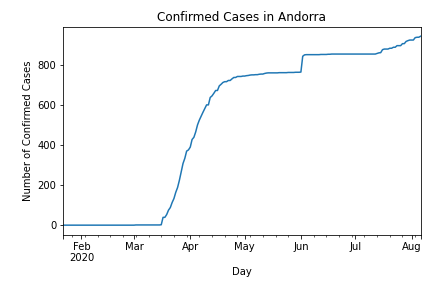 Confirmed Cases in Andorra
Number of Confirmed Cases
800
600
400
200
0
Feb Mar Apr May Jun Jul Aug
2020
Day